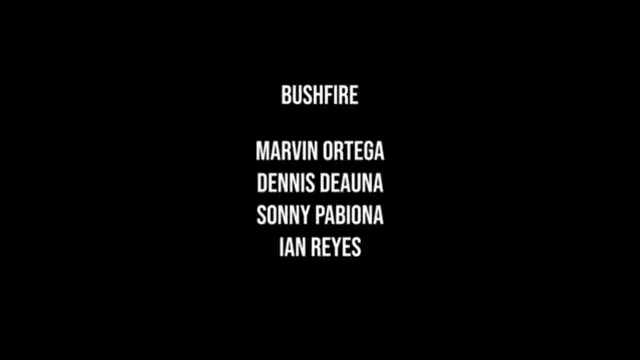 BUSHFIRE
MARVIN ORTEGA
DENNIS DEAUNA
SONNY PABIONA
IAN REYES